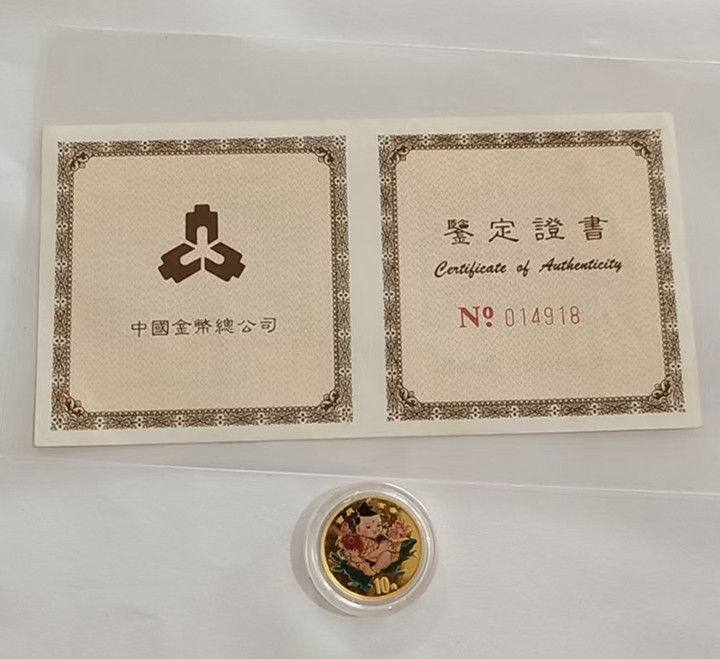 中國金幣總公司
鑒定證書
Certificate of Authenticity
Nº 014918
10元